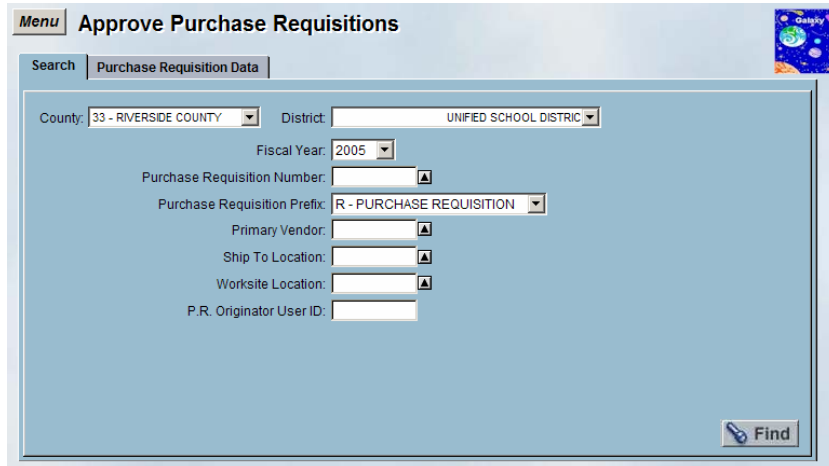 Menu Approve Purchase Requisitions
Galaxy
Search Purchase Requisition Data
County: 33 - RIVERSIDE COUNTY District: UNIFIED SCHOOL DISTRIC
Fiscal Year: 2005
Purchase Requisition Number:
Purchase Requisition Prefix: R - PURCHASE REQUISITION
Primary Vendor:
Ship To Location:
Worksite Location:
P.R. Originator User ID:
Find